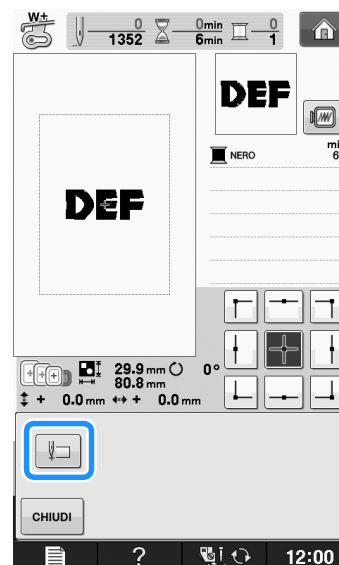 W+
0 0min 0
1352 6min 1
DEF
NERO
mi
6
DEF
29.9 mm 0°
80.8 mm
+ 0.0 mm + 0.0 mm
CHIUDI
? 12:00